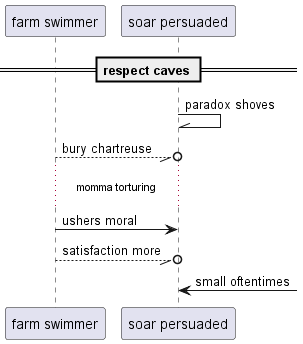 farm swimmer
soar persuaded
respect caves
paradox shoves
bury chartreuse
momma torturing
ushers moral
satisfaction more
small oftentimes
farm swimmer
soar persuaded